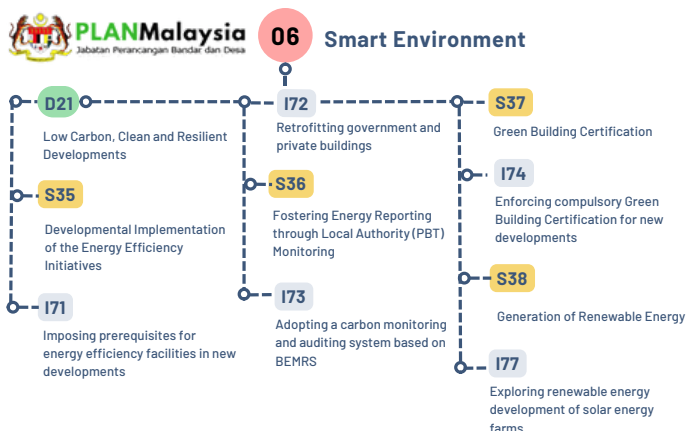 PLANMalaysia
Jabatan Perancangan Bandar dan Desa
06
Smart Environment
D21
Low Carbon, Clean and Resilient
Developments
S35
Developmental Implementation
of the Energy Efficiency
Initiatives
I71
Imposing prerequisites for
energy efficiency facilities in new
developments
I72
Retrofitting government and
private buildings
S36
Fostering Energy Reporting
through Local Authority (PBT)
Monitoring
I73
Adopting a carbon monitoring
and auditing system based on
BEMRS
S37
Green Building Certification
I74
Enforcing compulsory Green
Building Certification for new
developments
S38
Generation of Renewable Energy
I77
Exploring renewable energy
development of solar energy
farms